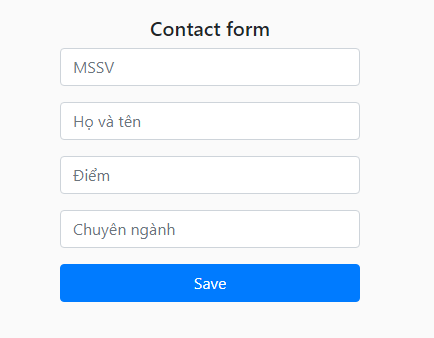 Contact form
MSSV
Họ và tên
Điểm
Chuyên ngành
Save